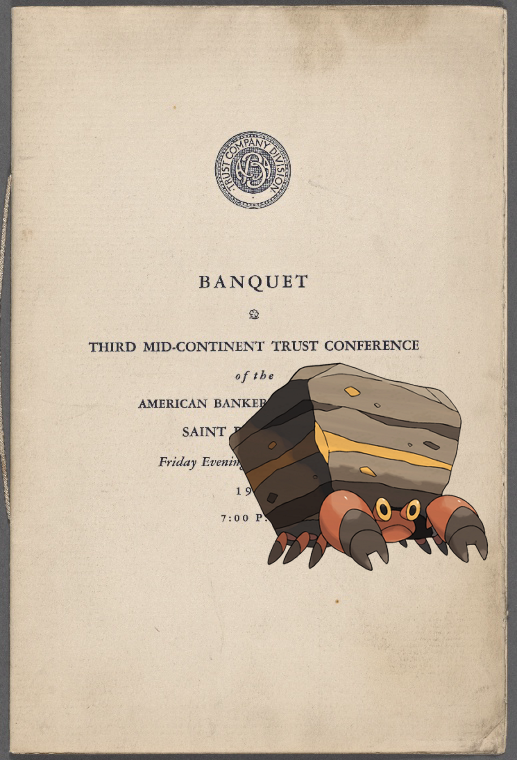 TRUST COMPANY DIVISION
BANQUET
THIRD MID-CONTINENT TRUST CONFERENCE
of the
AMERICAN BANKER
SAINT
Friday Evening
19
7:00 P.